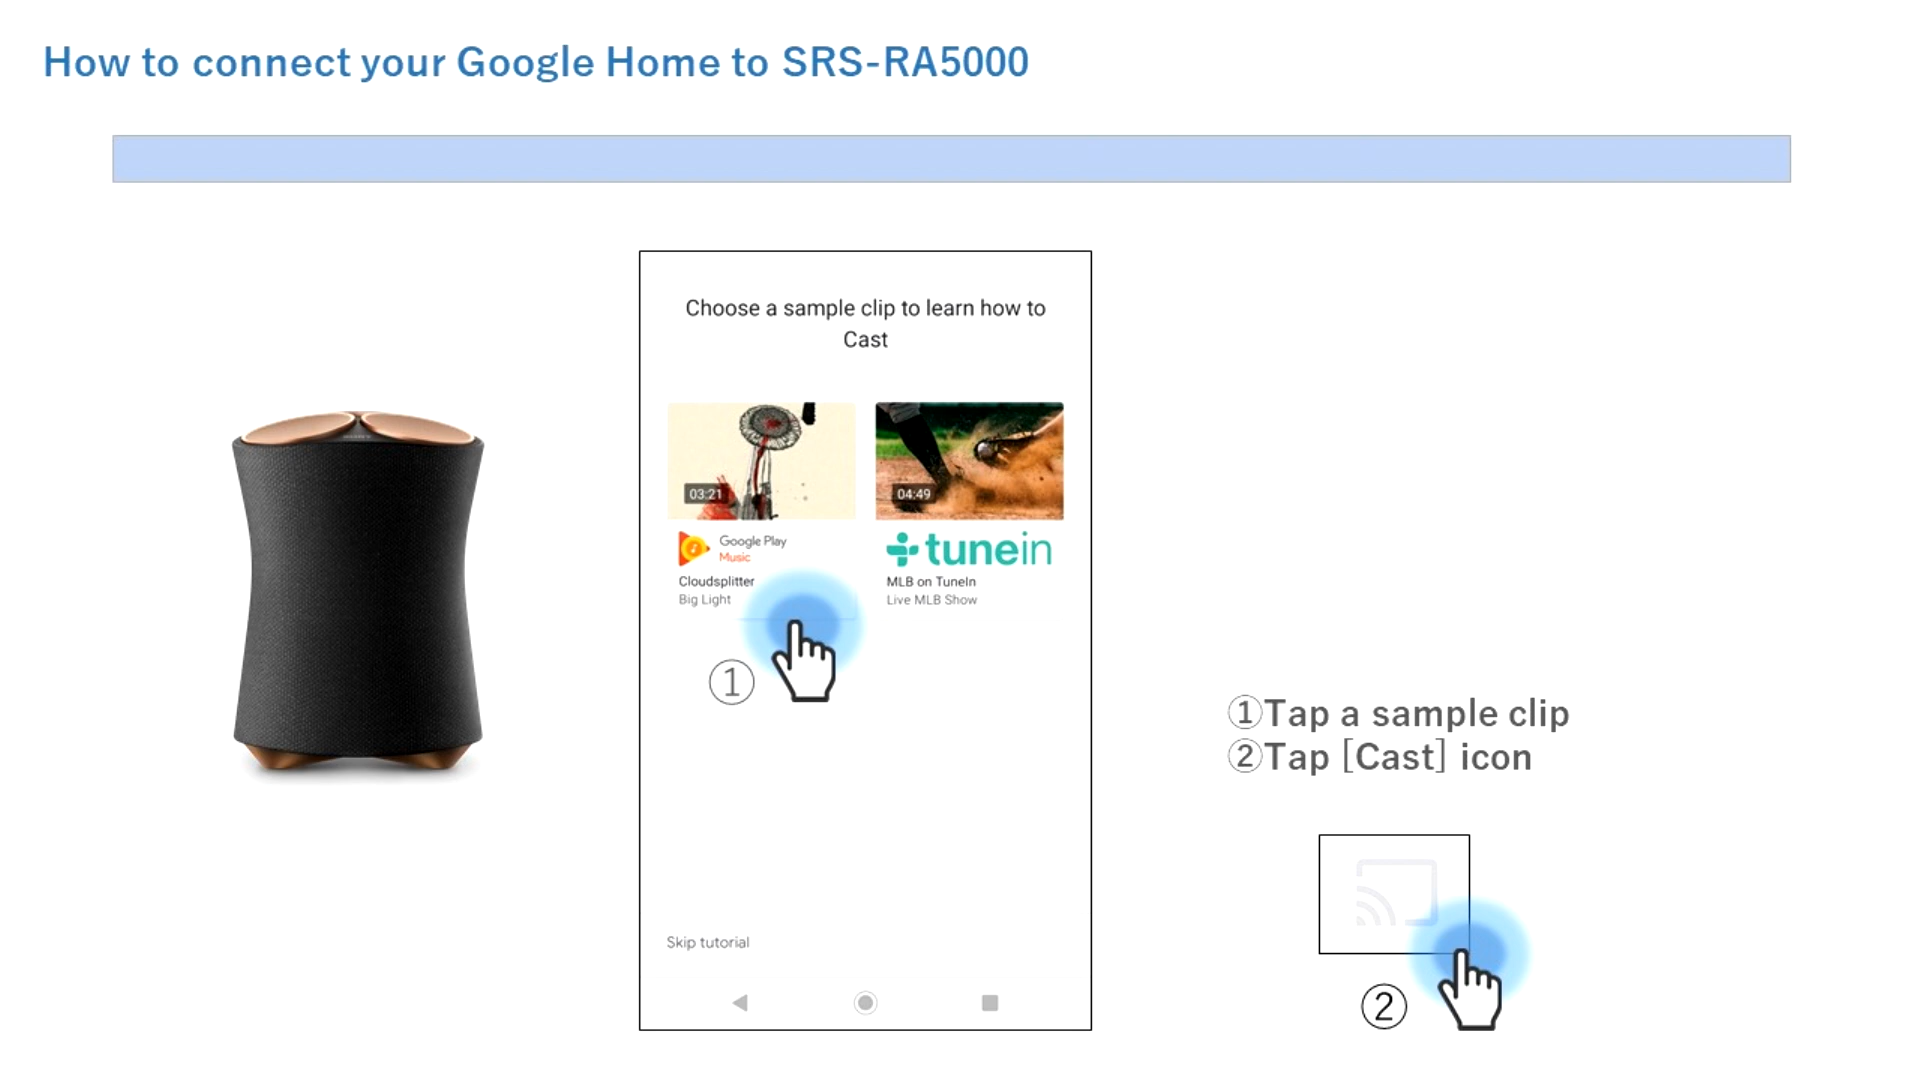 How to connect your Google Home to SRS-RA5000
Choose a sample clip to learn how to
Cast
03:21
04:49
Google Play
Music
tunein
Cloudsplitter
Big Light
MLB on TuneIn
Live MLB Show
①
①Tap a sample clip
②Tap [Cast] icon
Skip tutorial
②